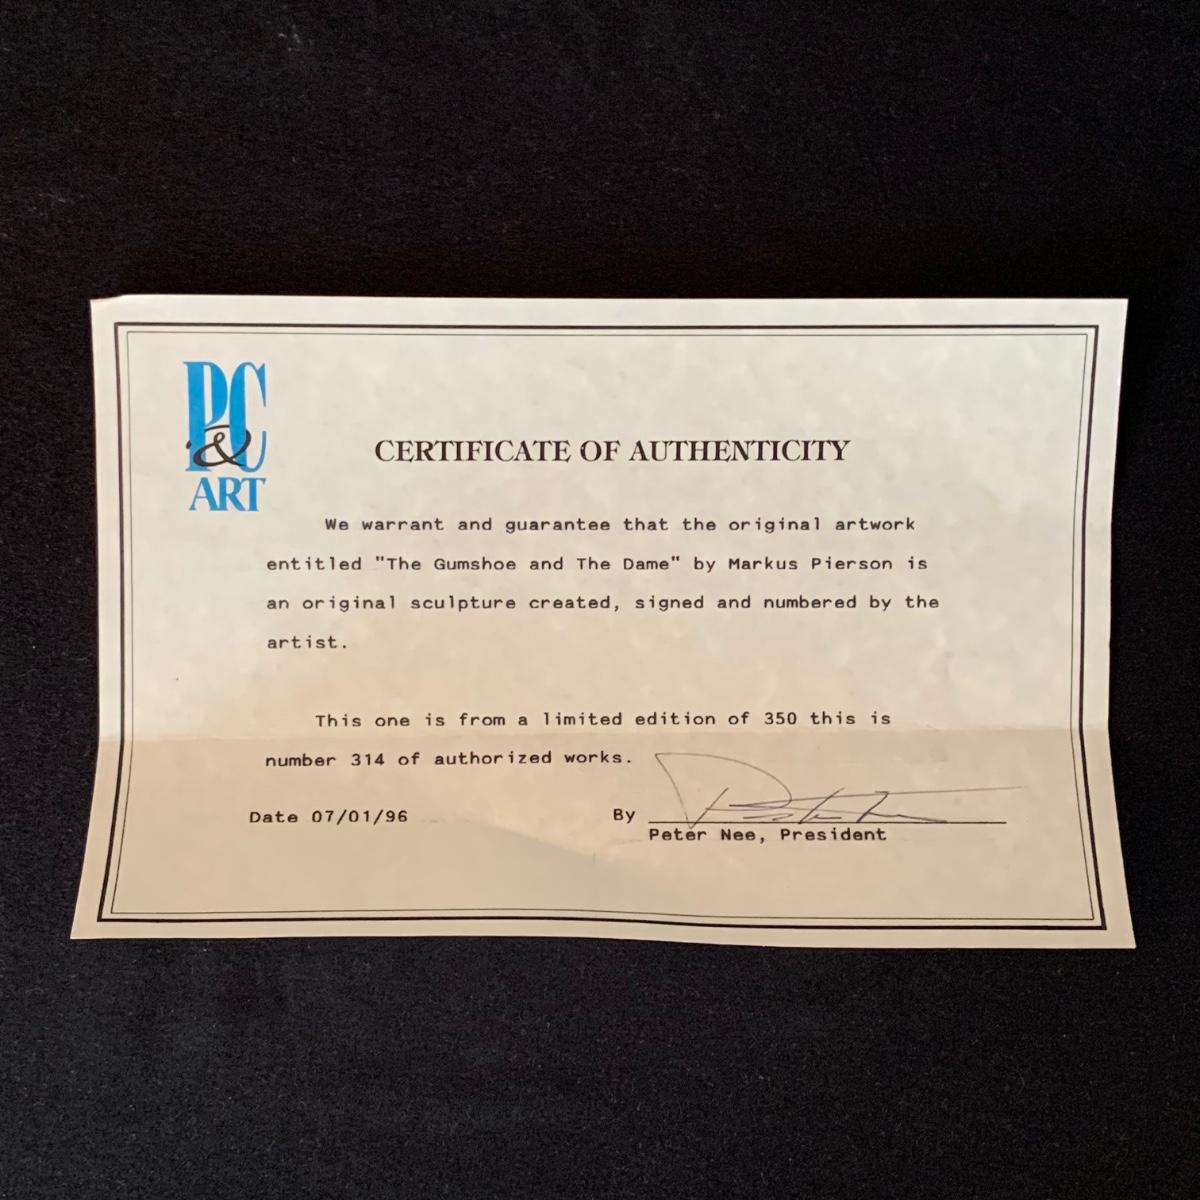 P&C
ART
CERTIFICATE OF AUTHENTICITY
We warrant and guarantee that the original artwork
entitled "The Gumshoe and The Dame" by Markus Pierson is
an original sculpture created, signed and numbered by the
artist.
This one is from a limited edition of 350 this is
number 314 of authorized works.
Date 07/01/96
By
Peter Nee, President